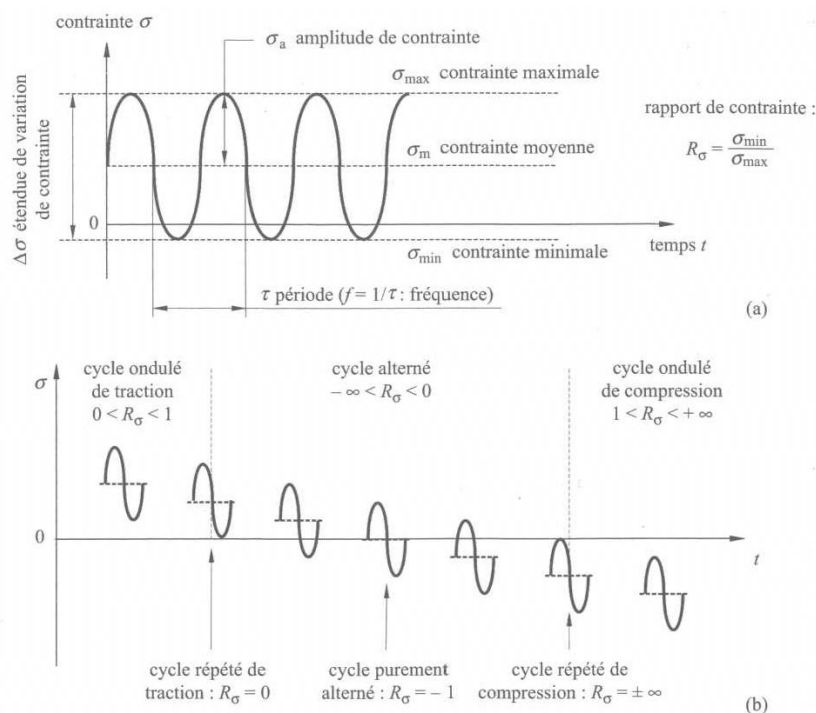 contrainte σ
σa amplitude de contrainte
σmax contrainte maximale
rapport de contrainte :
Rσ = σmin/σmax
Δσ étendue de variation
de contrainte
σm contrainte moyenne
0
temps t
σmin contrainte minimale
τ période (f = 1/τ : fréquence)
(a)
cycle ondulé
de traction
0 < Rσ < 1
cycle alterné
– ∞ < Rσ < 0
cycle ondulé
de compression
1 < Rσ < + ∞
σ
0
t
cycle répété de
traction : Rσ = 0
cycle purement
alterné : Rσ = – 1
cycle répété de
compression : Rσ = ± ∞
(b)